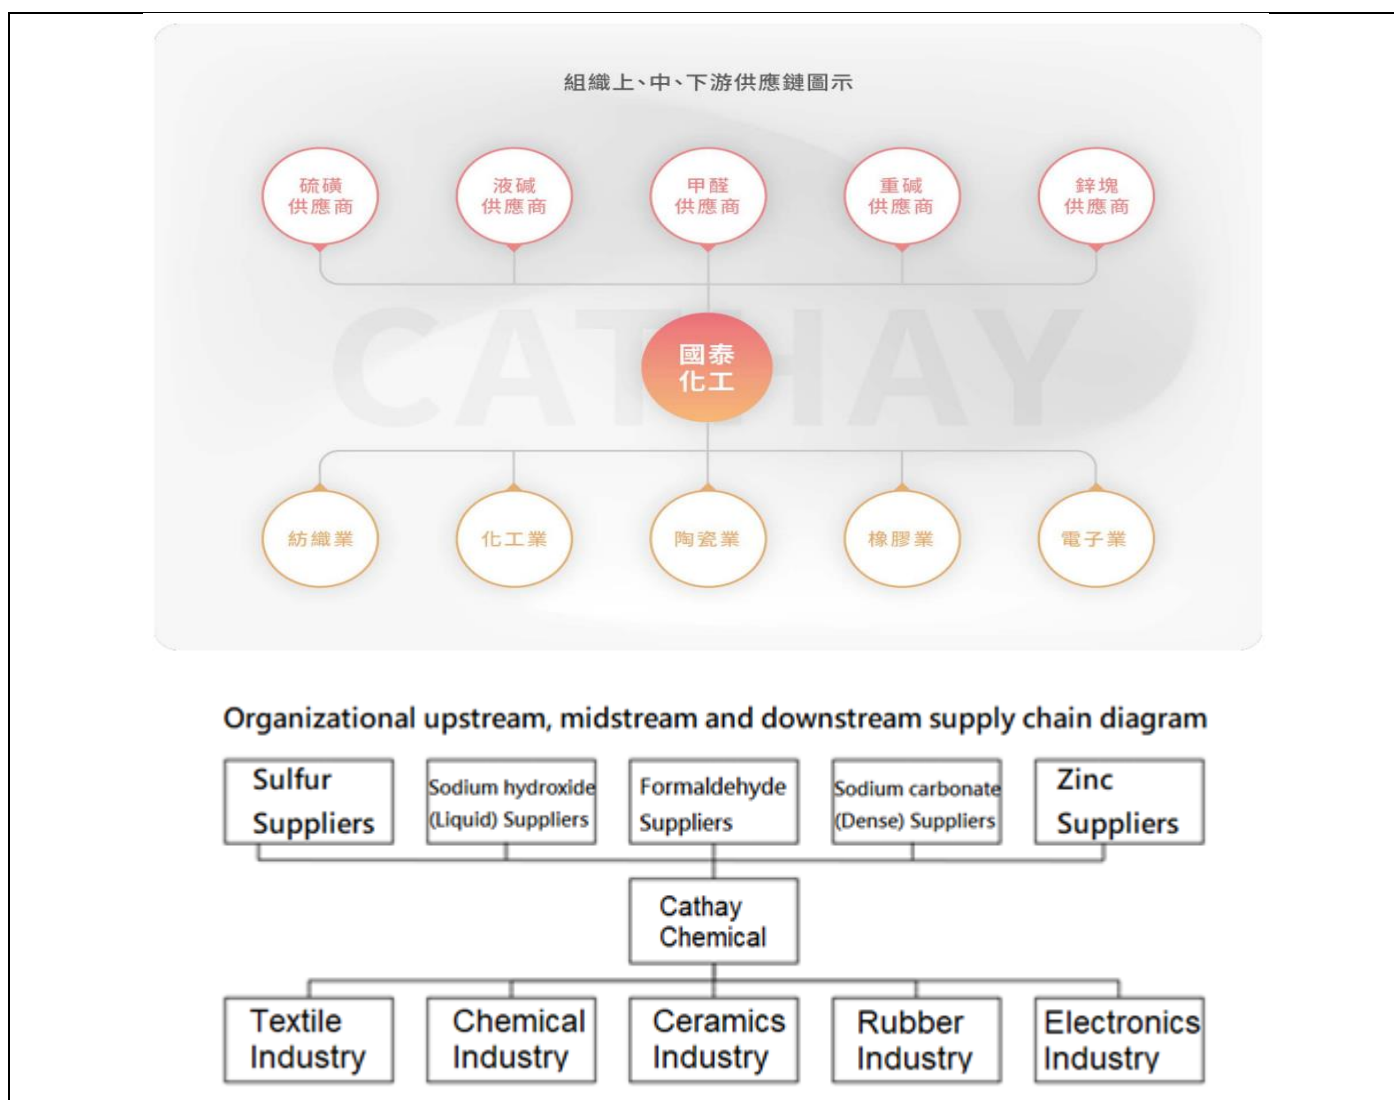 組織上、中、下游供應鏈圖示
硫磺
供應商
液碱
供應商
甲醛
供應商
重碱
供應商
鋅塊
供應商
CATHAY
國泰
化工
紡織業
化工業
陶瓷業
橡膠業
電子業
Organizational upstream, midstream and downstream supply chain diagram
Sulfur
Suppliers
Sodium hydroxide
(Liquid) Suppliers
Formaldehyde
Suppliers
Sodium carbonate
(Dense) Suppliers
Zinc
Suppliers
Cathay
Chemical
Textile
Industry
Chemical
Industry
Ceramics
Industry
Rubber
Industry
Electronics
Industry